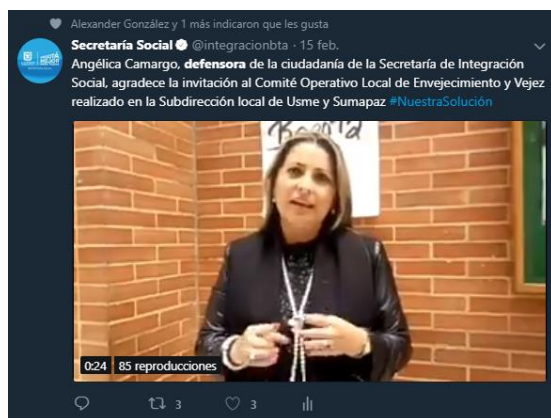 Alexander González y 1 más indicaron que les gusta
Secretaría Social @integracionbta · 15 feb.
Angélica Camargo, defensora de la ciudadanía de la Secretaría de Integración
Social, agradece la invitación al Comité Operativo Local de Envejecimiento y Vejez
realizado en la Subdirección local de Usme y Sumapaz #NuestraSolución
Bogotá
0:24 85 reproducciones
3 3